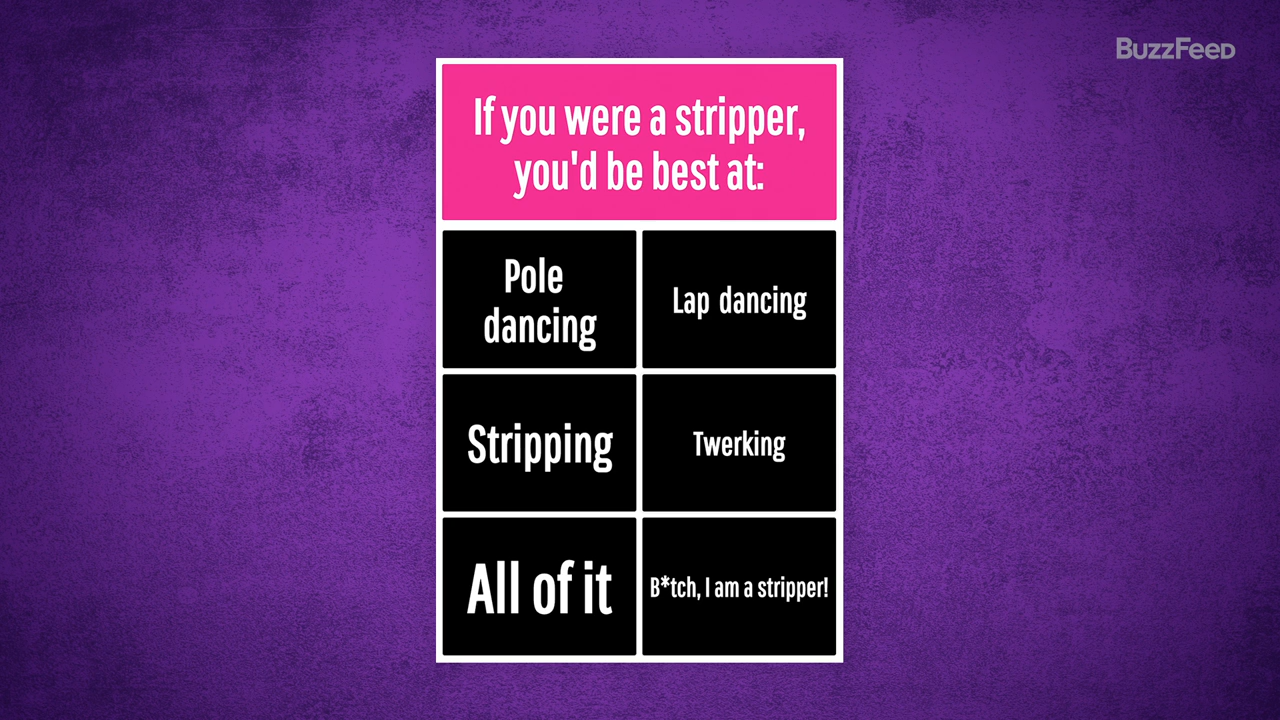 BuzzFeed
If you were a stripper,
you'd be best at:
Pole
dancing
Lap dancing
Stripping
Twerking
All of it
B*tch, I am a stripper!